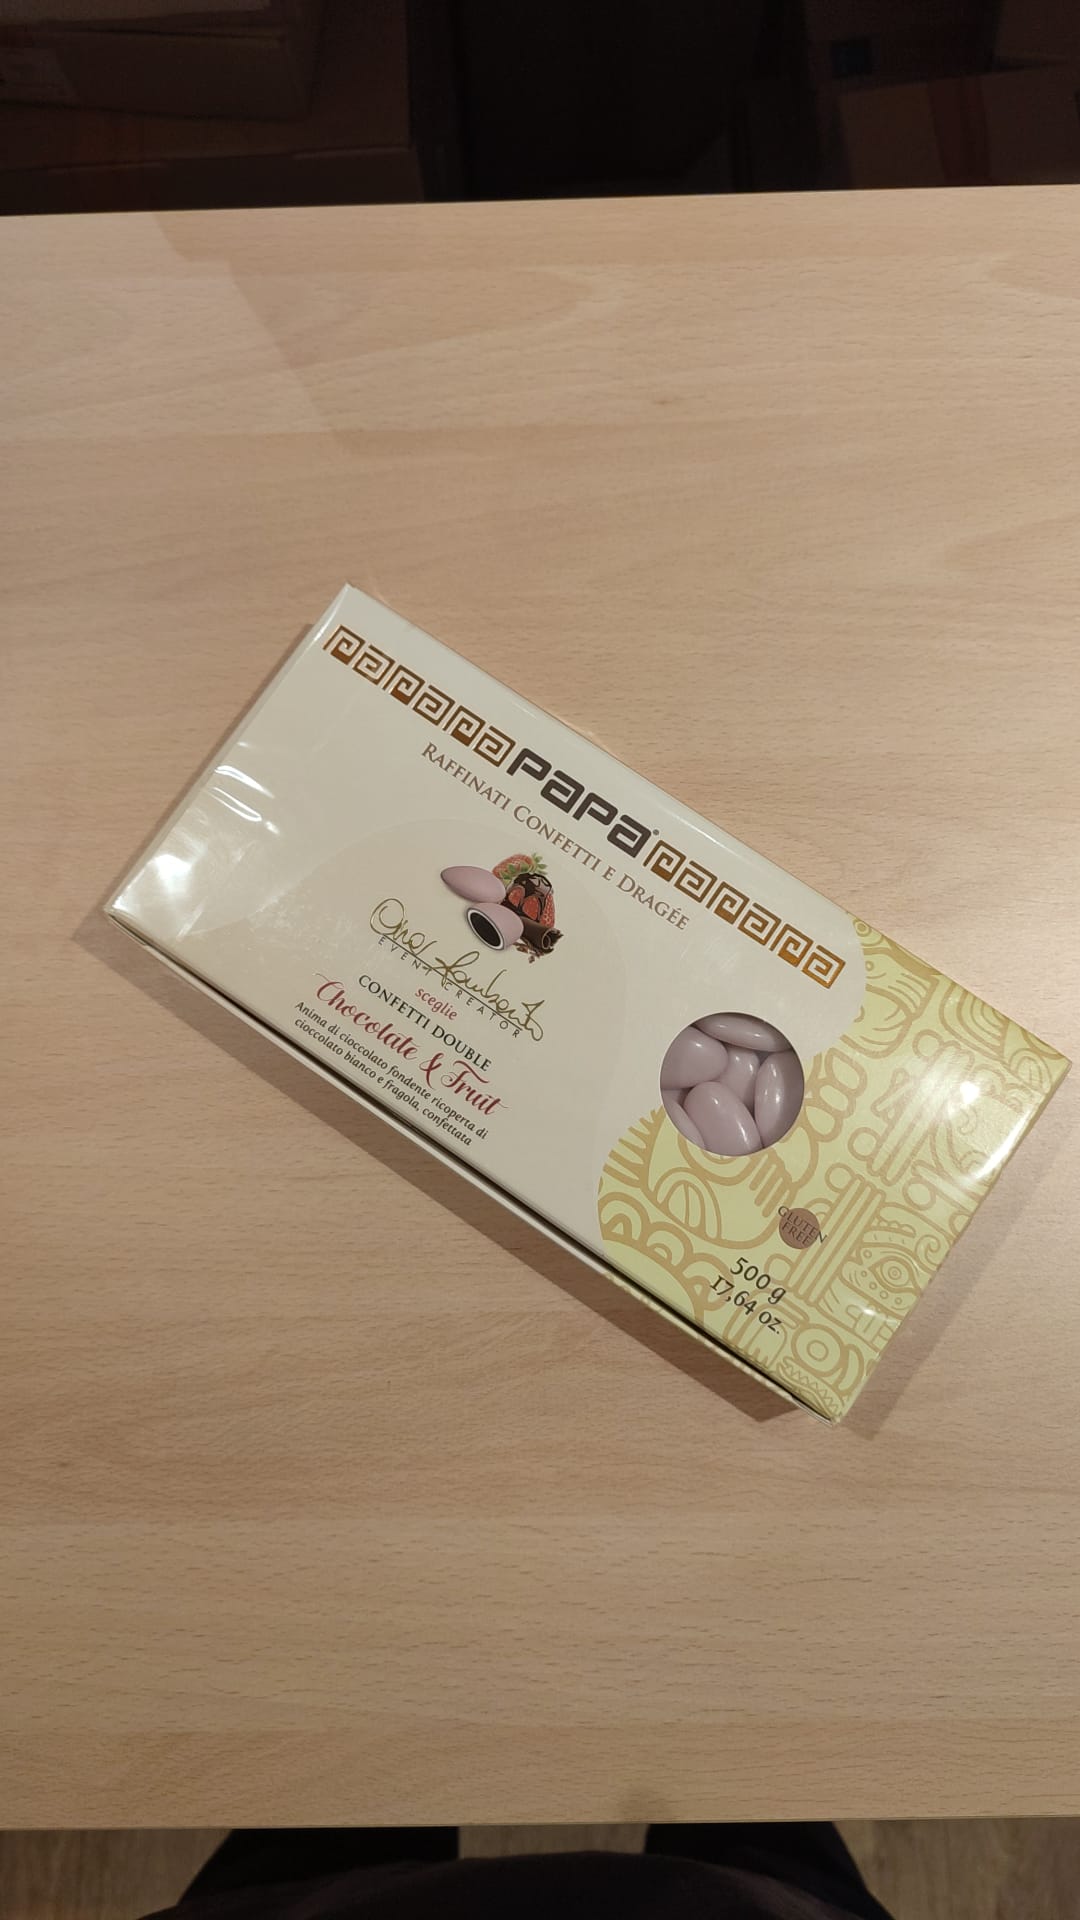 PAPAPAPAPAPAPAPA
RAFFINATI CONFETTI E DRAGÉE
EVENT CREATOR
sceglie
CONFETTI DOUBLE
Chocolate & Fruit
Anima di cioccolato fondente ricoperta di
cioccolato bianco e fragola, confettata
GLUTEN
FREE
500 g
17,64 oz.